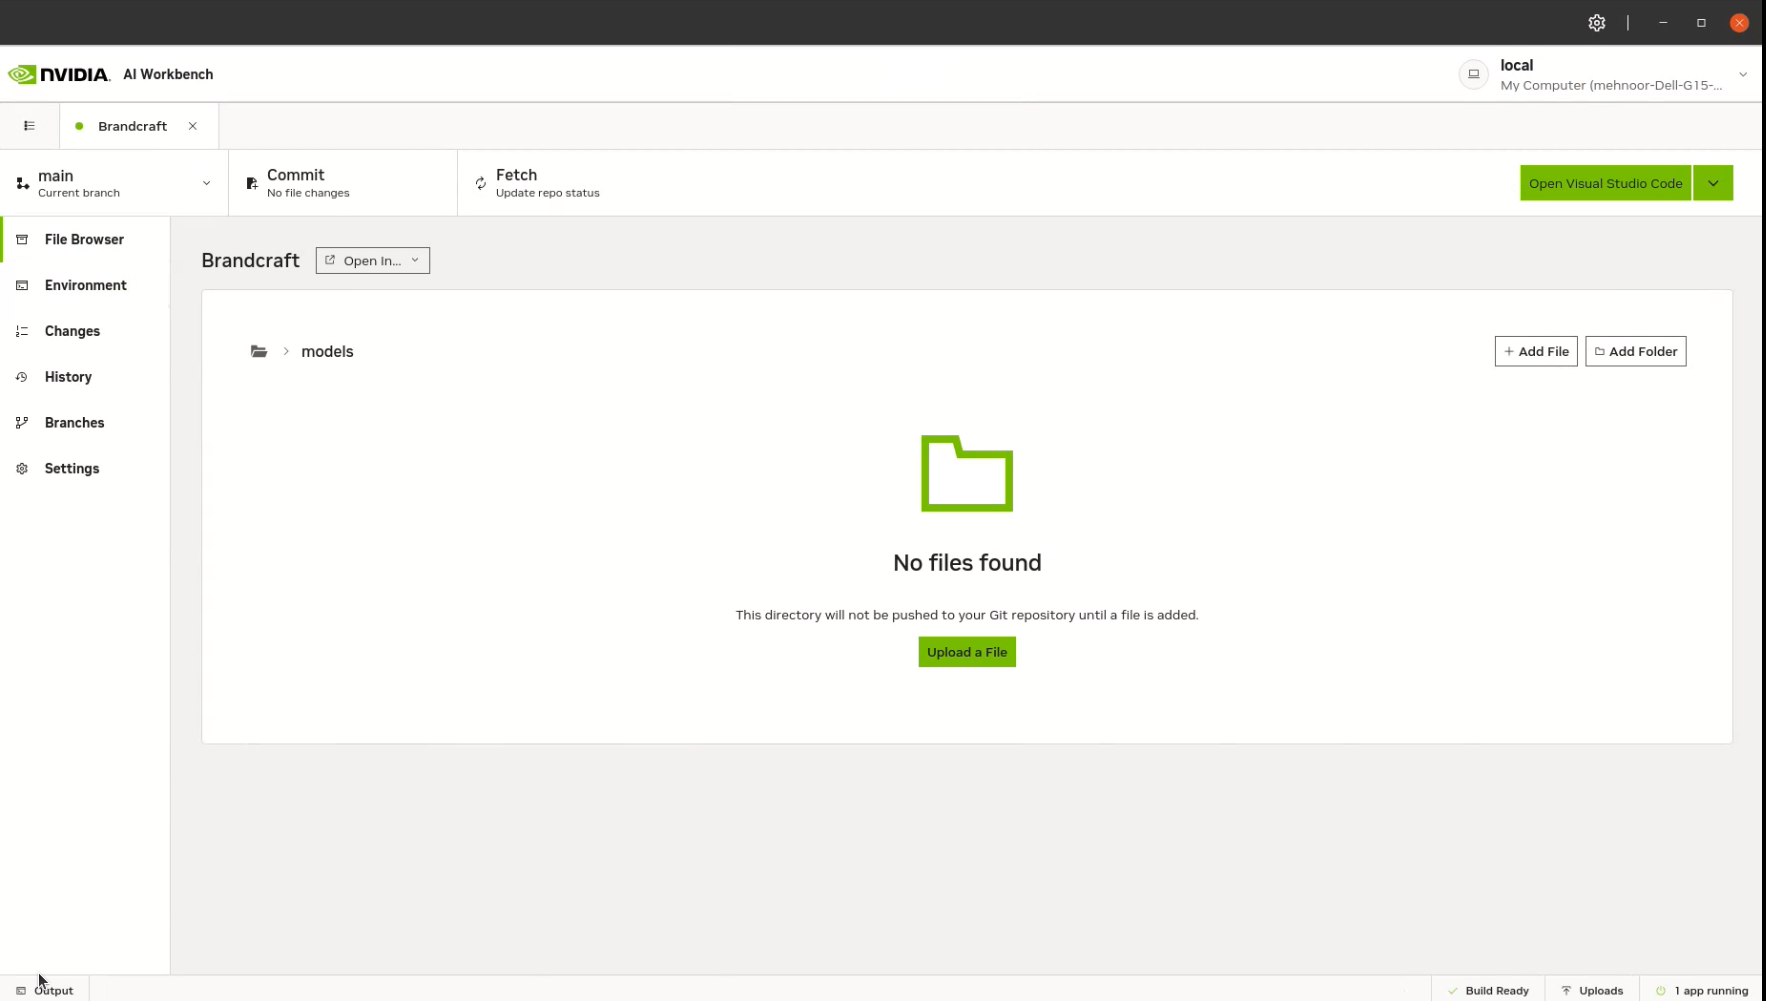 NVIDIA. AI Workbench
local
My Computer (mehnoor-Dell-G15-...
Brandcraft
main
Current branch
Commit
No file changes
Fetch
Update repo status
Open Visual Studio Code
File Browser
Environment
Changes
History
Branches
Settings
Brandcraft
Open In...
models
+ Add File
Add Folder
No files found
This directory will not be pushed to your Git repository until a file is added.
Upload a File
Output
Build Ready
Uploads
1 app running